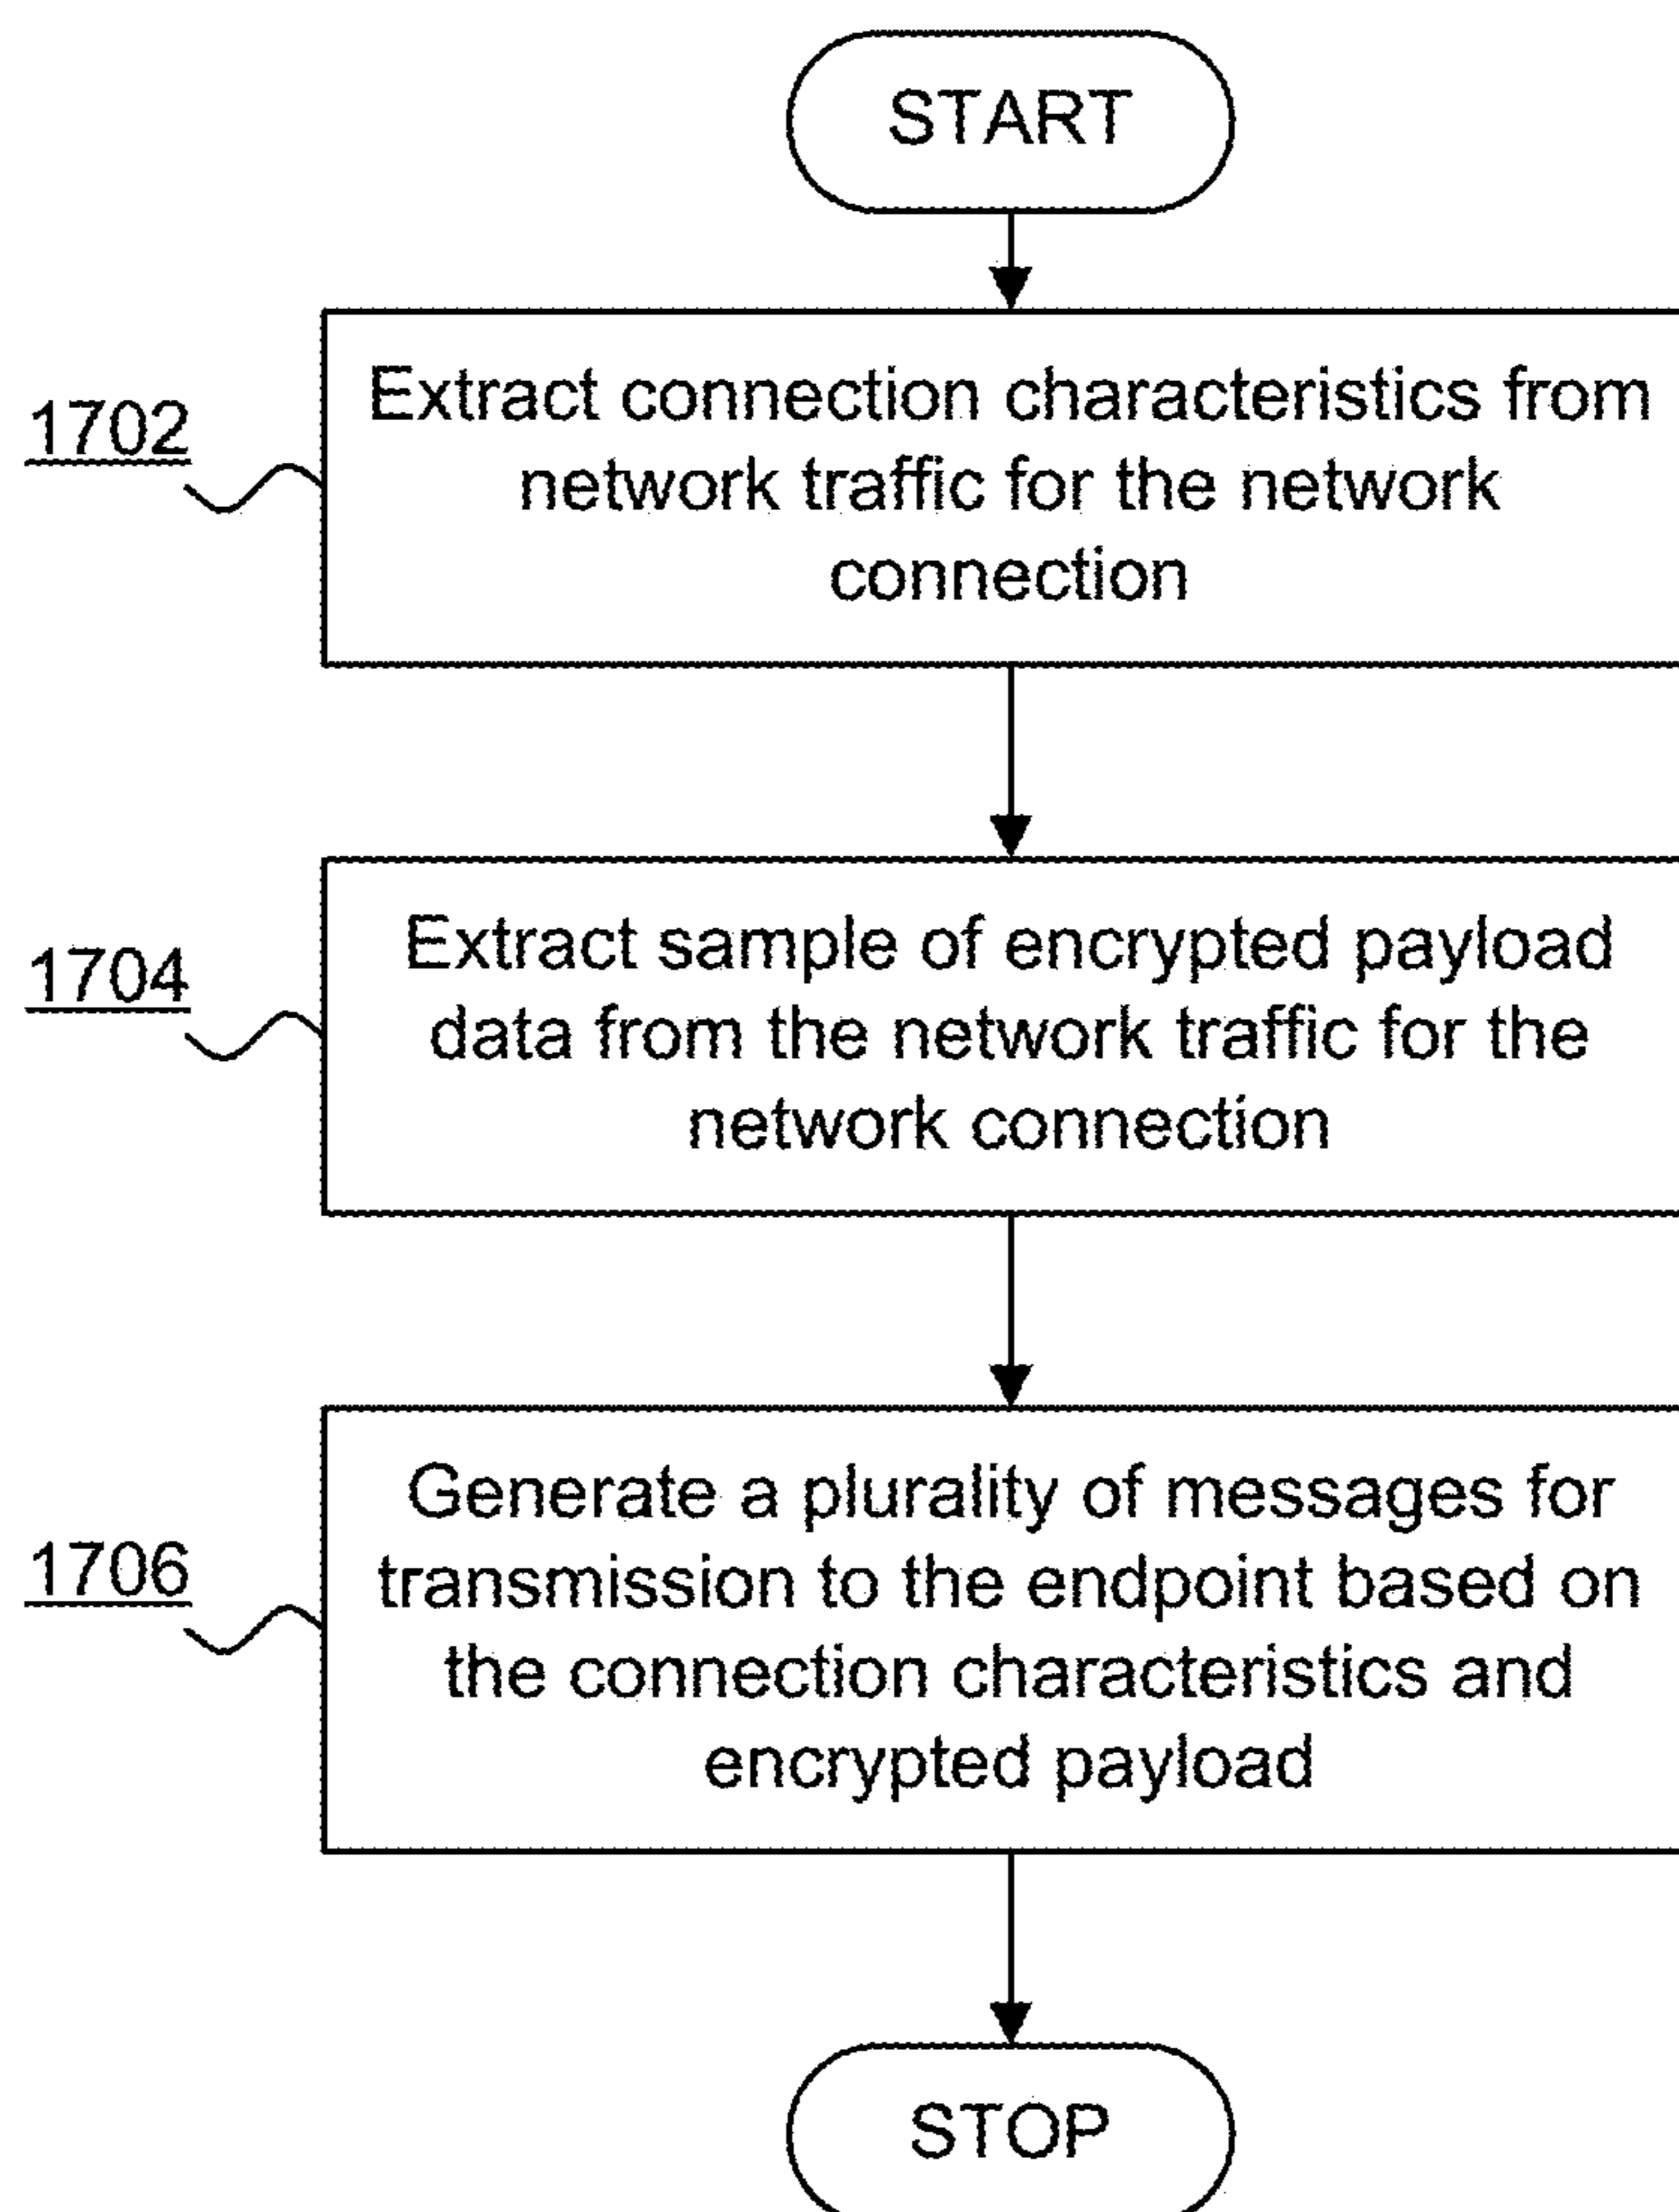 START
1702
Extract connection characteristics from
network traffic for the network
connection
1704
Extract sample of encrypted payload
data from the network traffic for the
network connection
1706
Generate a plurality of messages for
transmission to the endpoint based on
the connection characteristics and
encrypted payload
STOP